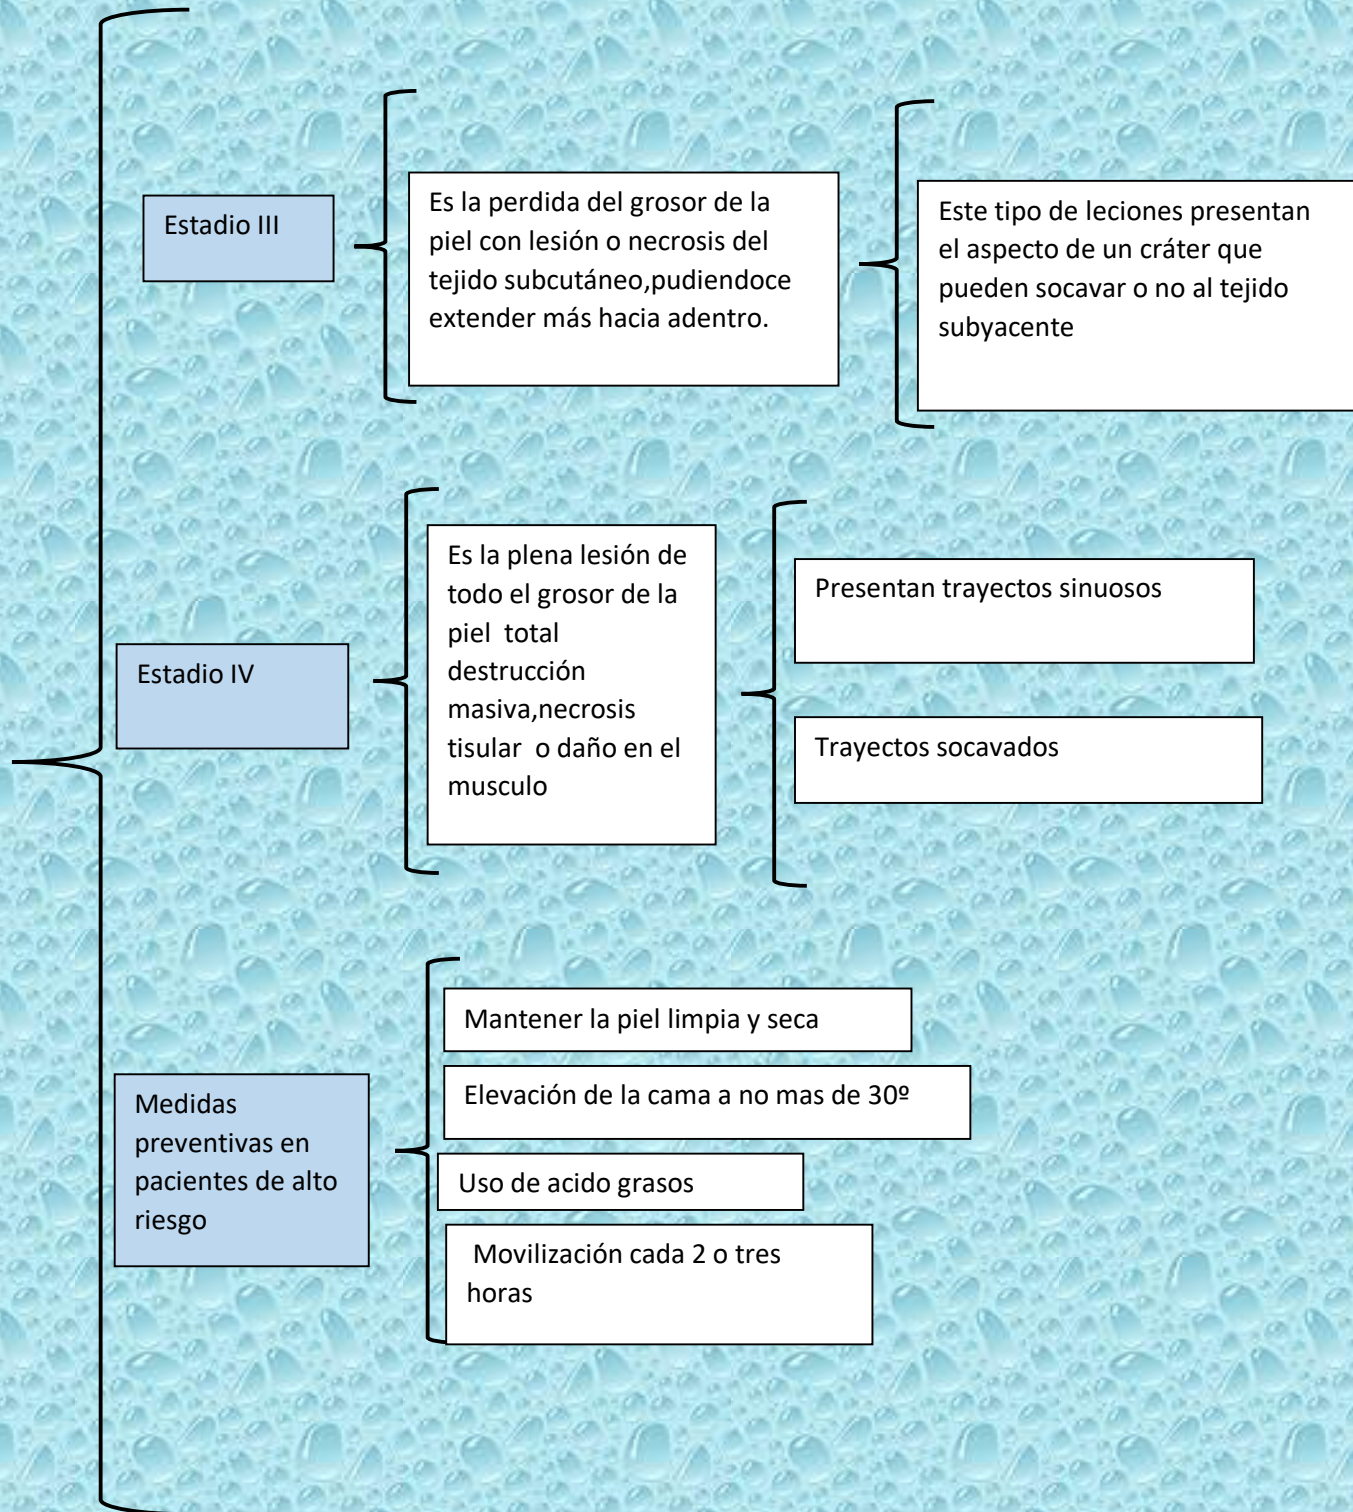 Estadio III
Es la perdida del grosor de la
piel con lesión o necrosis del
tejido subcutáneo,pudiendoce
extender más hacia adentro.
Este tipo de leciones presentan
el aspecto de un cráter que
pueden socavar o no al tejido
subyacente
Estadio IV
Es la plena lesión de
todo el grosor de la
piel  total
destrucción
masiva,necrosis
tisular  o daño en el
musculo
Presentan trayectos sinuosos
Trayectos socavados
Medidas
preventivas en
pacientes de alto
riesgo
Mantener la piel limpia y seca
Elevación de la cama a no mas de 30º
Uso de acido grasos
Movilización cada 2 o tres
horas